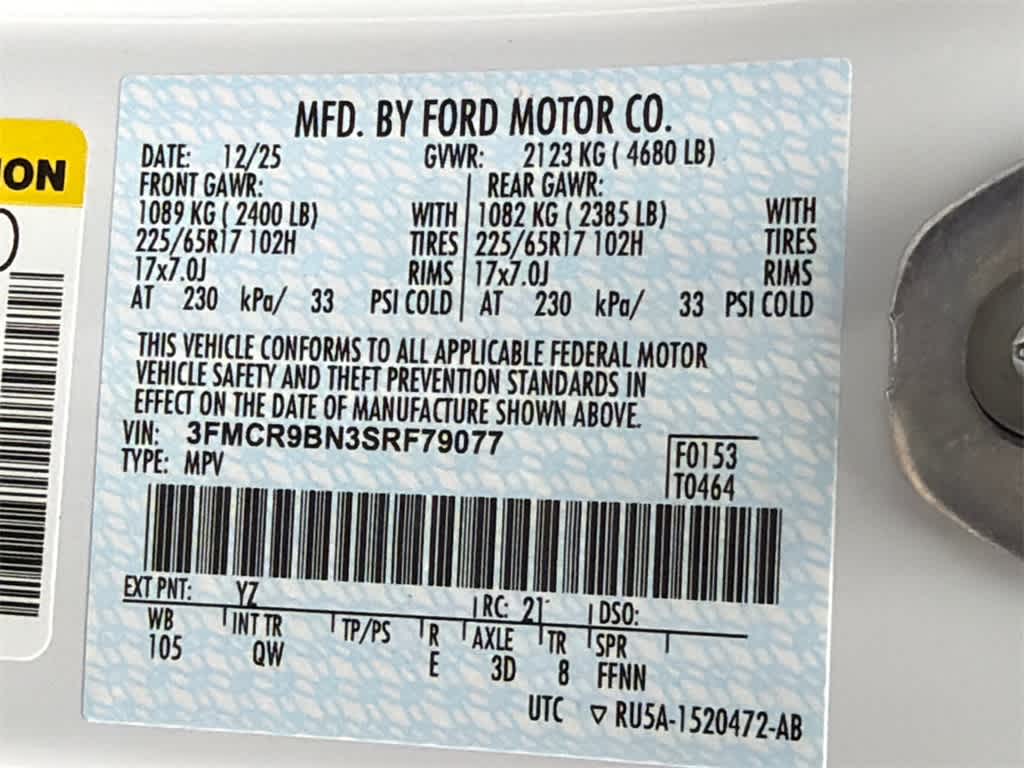 ION
MFD. BY FORD MOTOR CO.
DATE: 12/25 GVWR: 2123 KG ( 4680 LB)
FRONT GAWR: REAR GAWR:
1089 KG ( 2400 LB) WITH 1082 KG ( 2385 LB) WITH
225/65R17 102H TIRES 225/65R17 102H TIRES
17x7.0J RIMS 17x7.0J RIMS
AT 230 kPa/ 33 PSI COLD AT 230 kPa/ 33 PSI COLD
THIS VEHICLE CONFORMS TO ALL APPLICABLE FEDERAL MOTOR
VEHICLE SAFETY AND THEFT PREVENTION STANDARDS IN
EFFECT ON THE DATE OF MANUFACTURE SHOWN ABOVE.
VIN: 3FMCR9BN3SRF79077
TYPE: MPV
F0153
T0464
EXT PNT: YZ RC: 21 DSO:
WB INT TR TP/PS R AXLE TR SPR
105 QW E 3D 8 FFNN
UTC ▽ RU5A-1520472-AB